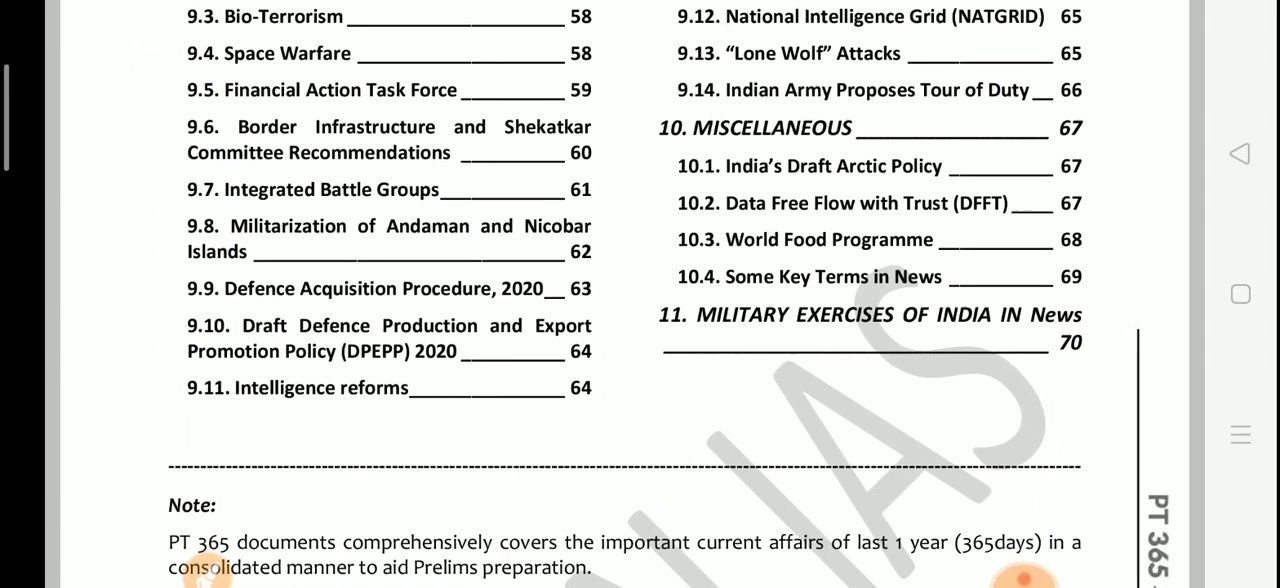 9.3. Bio-Terrorism 58
9.4. Space Warfare 58
9.5. Financial Action Task Force 59
9.6. Border Infrastructure and Shekatkar
Committee Recommendations 60
9.7. Integrated Battle Groups 61
9.8. Militarization of Andaman and Nicobar
Islands 62
9.9. Defence Acquisition Procedure, 2020 63
9.10. Draft Defence Production and Export
Promotion Policy (DPEPP) 2020 64
9.11. Intelligence reforms 64
9.12. National Intelligence Grid (NATGRID) 65
9.13. “Lone Wolf” Attacks 65
9.14. Indian Army Proposes Tour of Duty 66
10. MISCELLANEOUS 67
10.1. India’s Draft Arctic Policy 67
10.2. Data Free Flow with Trust (DFFT) 67
10.3. World Food Programme 68
10.4. Some Key Terms in News 69
11. MILITARY EXERCISES OF INDIA IN News
70
Note:
PT 365 documents comprehensively covers the important current affairs of last 1 year (365days) in a
consolidated manner to aid Prelims preparation.
PT 365
IAS